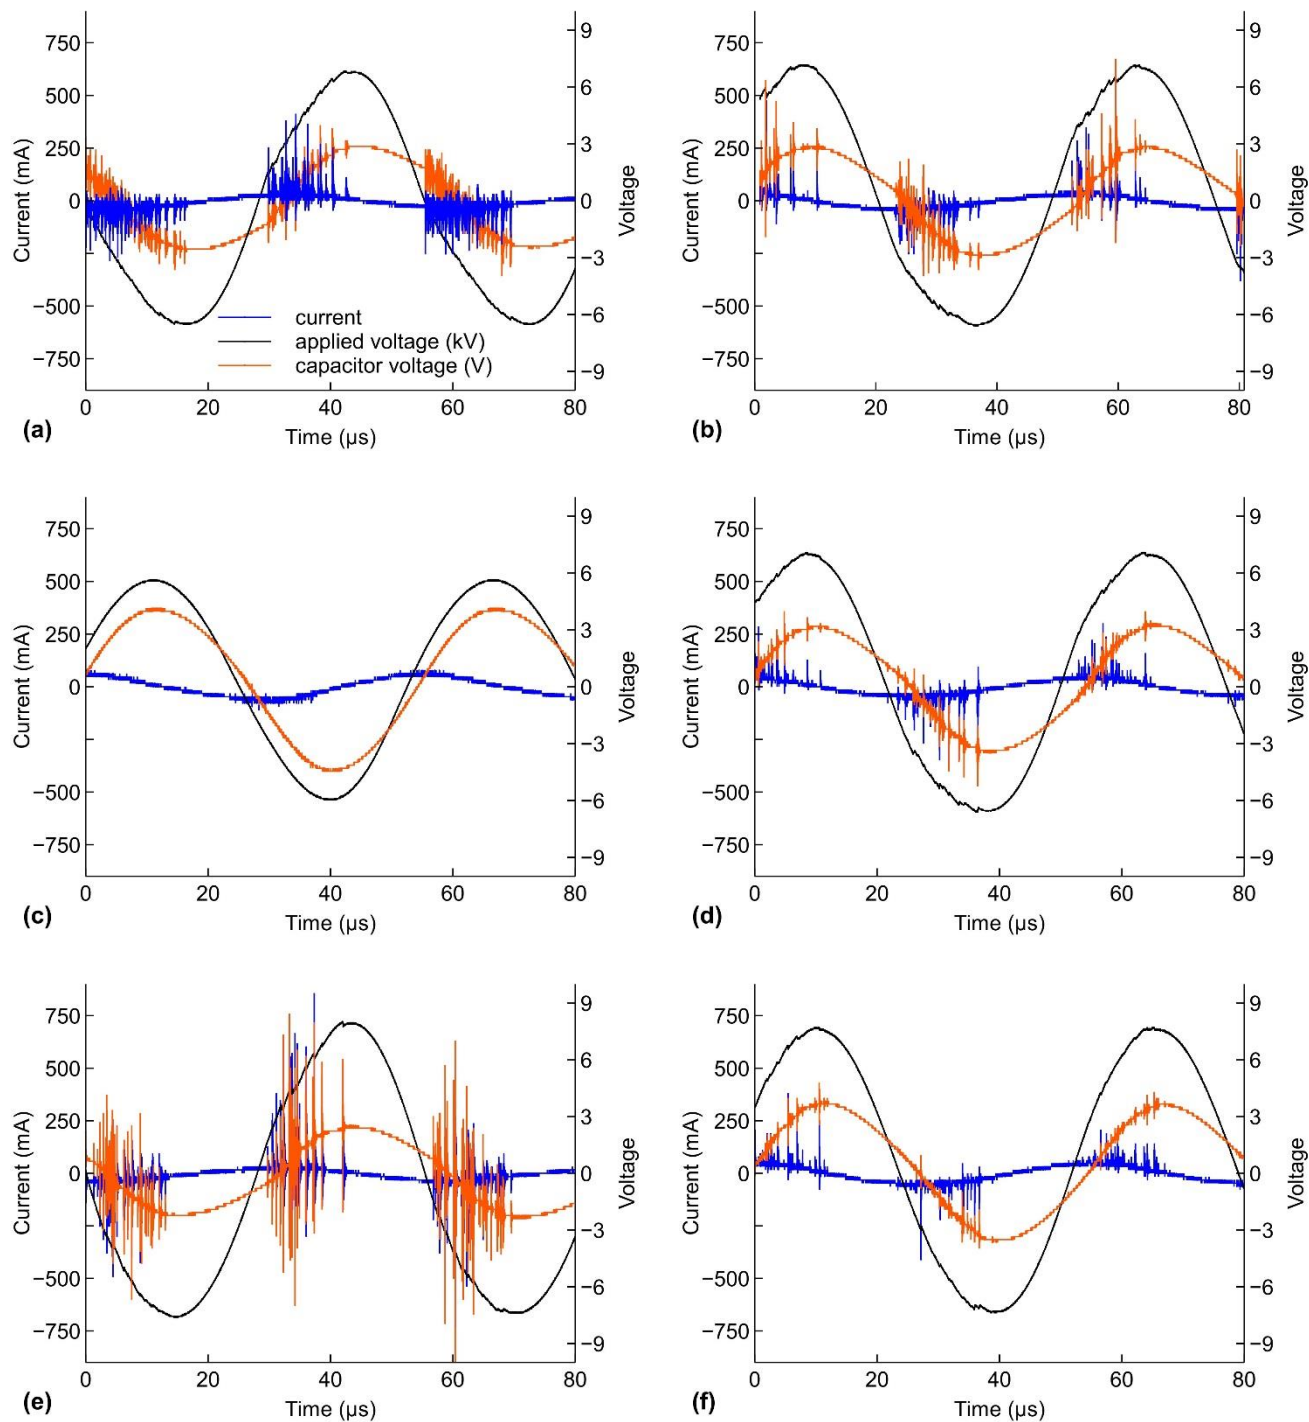 750
500
250
0
−500
−750
Current (mA)
9
6
3
0
−3
−6
−9
Voltage
current
applied voltage (kV)
capacitor voltage (V)
0 20 40 60 80
Time (µs)
(a)
750
500
250
0
−500
−750
Current (mA)
9
6
3
0
−3
−6
−9
Voltage
0 20 40 60 80
Time (µs)
(b)
750
500
250
0
−500
−750
Current (mA)
9
6
3
0
−3
−6
−9
Voltage
0 20 40 60 80
Time (µs)
(c)
750
500
250
0
−500
−750
Current (mA)
9
6
3
0
−3
−6
−9
Voltage
0 20 40 60 80
Time (µs)
(d)
750
500
250
0
−500
−750
Current (mA)
9
6
3
0
−3
−6
−9
Voltage
0 20 40 60 80
Time (µs)
(e)
750
500
250
0
−500
−750
Current (mA)
9
6
3
0
−3
−6
−9
Voltage
0 20 40 60 80
Time (µs)
(f)